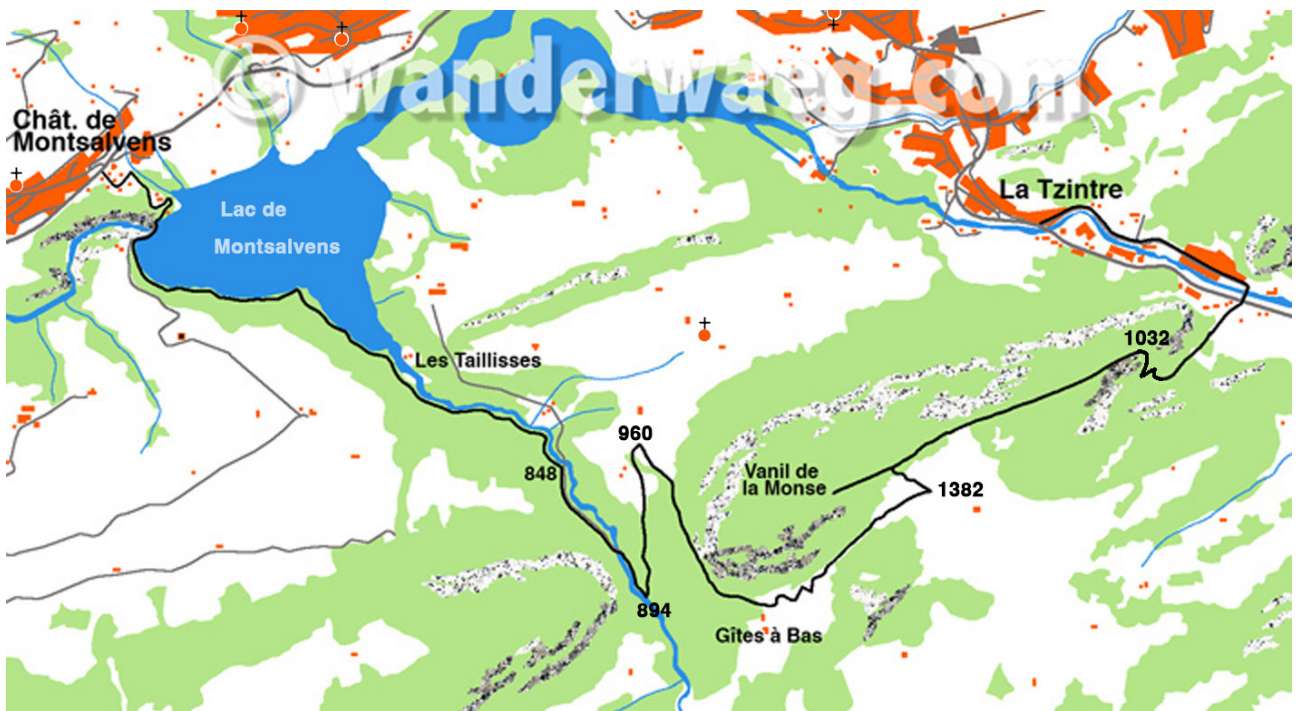 © wanderwaeg.com
Chât. de
Montsalvens
La Tzintre
Lac de
Montsalvens
1032
Les Taillisses
960
848
Vanil de
la Monse
1382
894
Gîtes à Bas